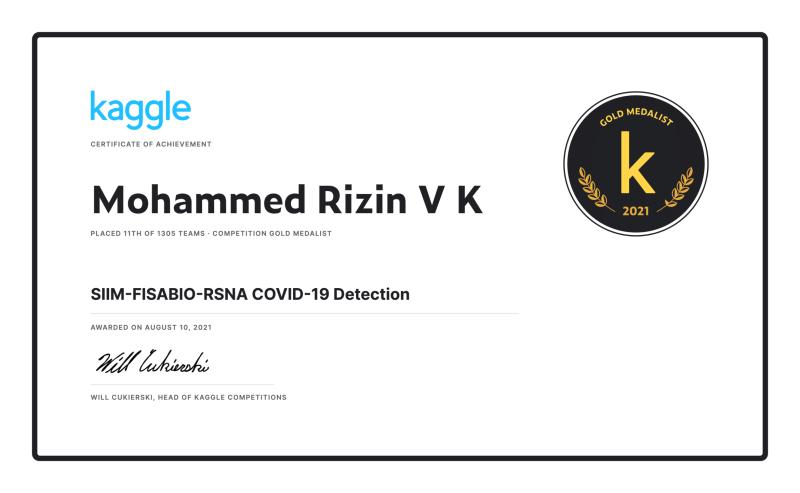 kaggle
CERTIFICATE OF ACHIEVEMENT
GOLD MEDALIST
k
2021
Mohammed Rizin V K
PLACED 11TH OF 1305 TEAMS · COMPETITION GOLD MEDALIST
SIIM-FISABIO-RSNA COVID-19 Detection
AWARDED ON AUGUST 10, 2021
Will Cukierski
WILL CUKIERSKI, HEAD OF KAGGLE COMPETITIONS